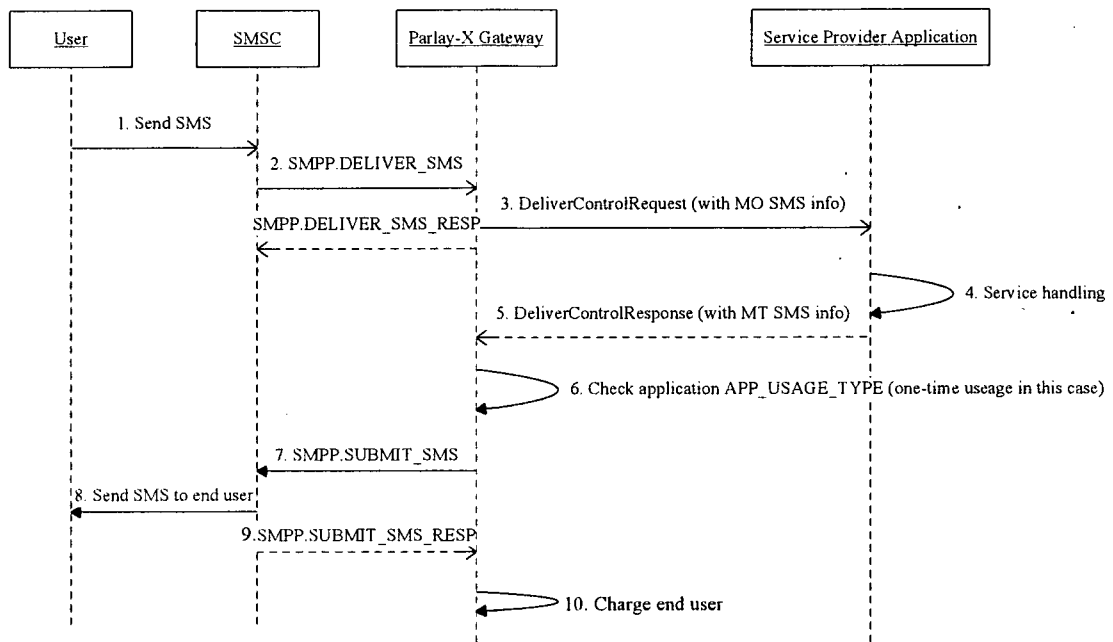 User
SMSC
Parlay-X Gateway
Service Provider Application
1. Send SMS
2. SMPP.DELIVER_SMS
3. DeliverControlRequest (with MO SMS info)
SMPP.DELIVER_SMS_RESP
4. Service handling
5. DeliverControlResponse (with MT SMS info)
6. Check application APP_USAGE_TYPE (one-time useage in this case)
7. SMPP.SUBMIT_SMS
8. Send SMS to end user
9.SMPP.SUBMIT_SMS_RESP
10. Charge end user